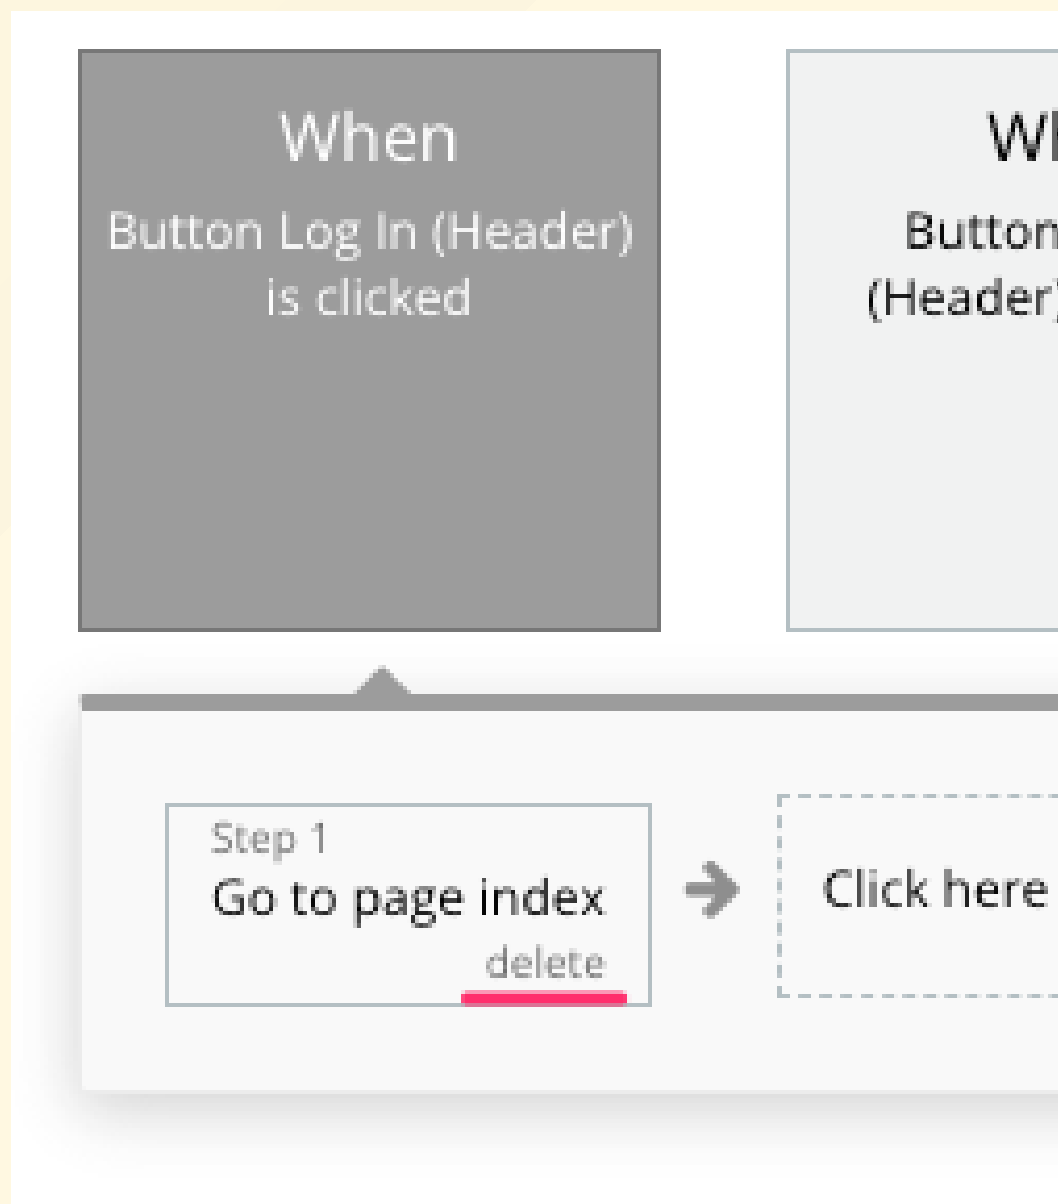 When
Button Log In (Header)
is clicked
Button
(Header)
Step 1
Go to page index
delete
Click here